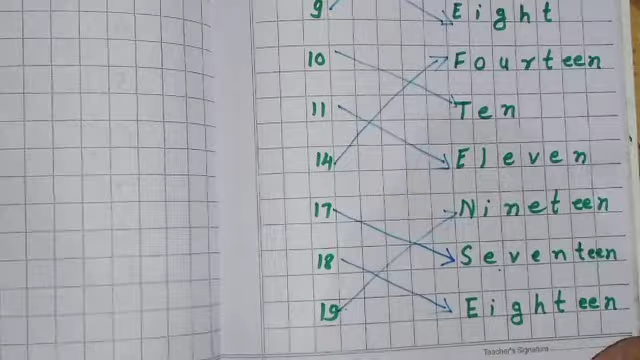 9 Eight
10 Fourteen
11 Ten
14 Eleven
17 Nineteen
18 Seventeen
19 Eighteen
Teacher's Signature